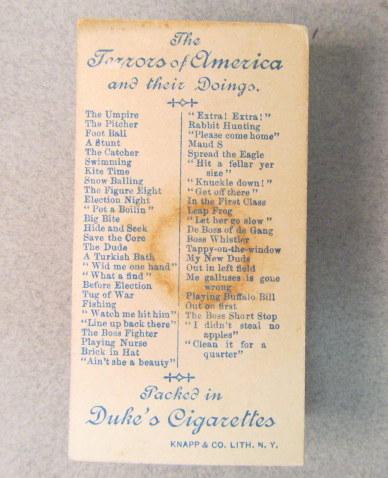 The
Terrors of America
and their Doings.
The Umpire
The Pitcher
Foot Ball
A Stunt
The Catcher
Swimming
Kite Time
Snow Balling
The Figure Eight
Election Night
"Pot a Boilin"
Big Bite
Hide and Seek
Save the Core
The Dude
A Turkish Bath
"Wid me one hand"
"What a find"
Before Election
Tug of War
Fishing
"Watch me hit him"
"Line up back there"
The Boss Fighter
Playing Nurse
Brick in Hat
"Ain't she a beauty"
"Extra! Extra!"
Rabbit Hunting
"Please come home"
Maud S
Spread the Eagle
"Hit a fellar yer
size"
"Knuckle down!"
"Get off there"
In the First Class
Leap Frog
"Let her go slow"
De Boss of de Gang
Boss Whistler
Tappy-on-the-window
My New Duds
Out in left field
Me galluses is gone
wrong
Playing Buffalo Bill
Out on first
The Boss Short Stop
"I didn't steal no
apples"
"Clean it for a
quarter"
Packed in
Duke's Cigarettes
KNAPP & CO. LITH. N. Y.